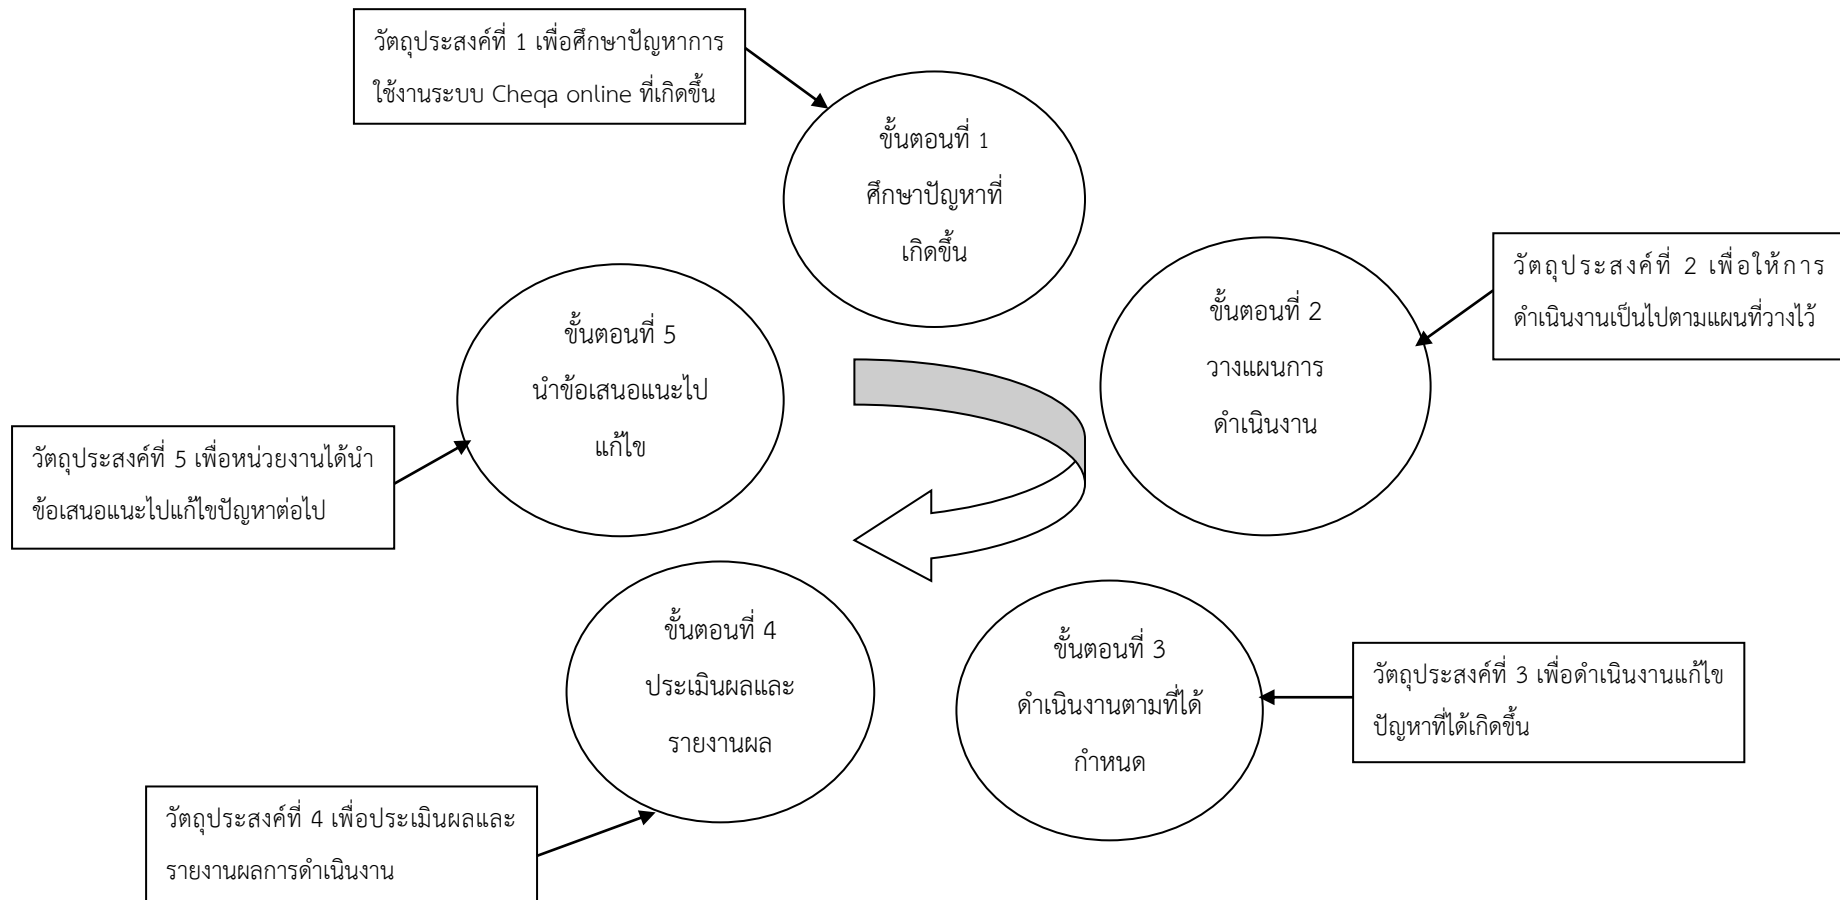 วัตถุประสงค์ที่ 1 เพื่อศึกษาปัญหาการ
ใช้งานระบบ Cheqa online ที่เกิดขึ้น
ขั้นตอนที่ 1
ศึกษาปัญหาที่
เกิดขึ้น
วัตถุประสงค์ที่ 2 เพื่อให้การ
ดำเนินงานเป็นไปตามแผนที่วางไว้
ขั้นตอนที่ 2
วางแผนการ
ดำเนินงาน
ขั้นตอนที่ 5
นำข้อเสนอแนะไป
แก้ไข
วัตถุประสงค์ที่ 5 เพื่อหน่วยงานได้นำ
ข้อเสนอแนะไปแก้ไขปัญหาต่อไป
ขั้นตอนที่ 4
ประเมินผลและ
รายงานผล
ขั้นตอนที่ 3
ดำเนินงานตามที่ได้
กำหนด
วัตถุประสงค์ที่ 3 เพื่อดำเนินงานแก้ไข
ปัญหาที่ได้เกิดขึ้น
วัตถุประสงค์ที่ 4 เพื่อประเมินผลและ
รายงานผลการดำเนินงาน